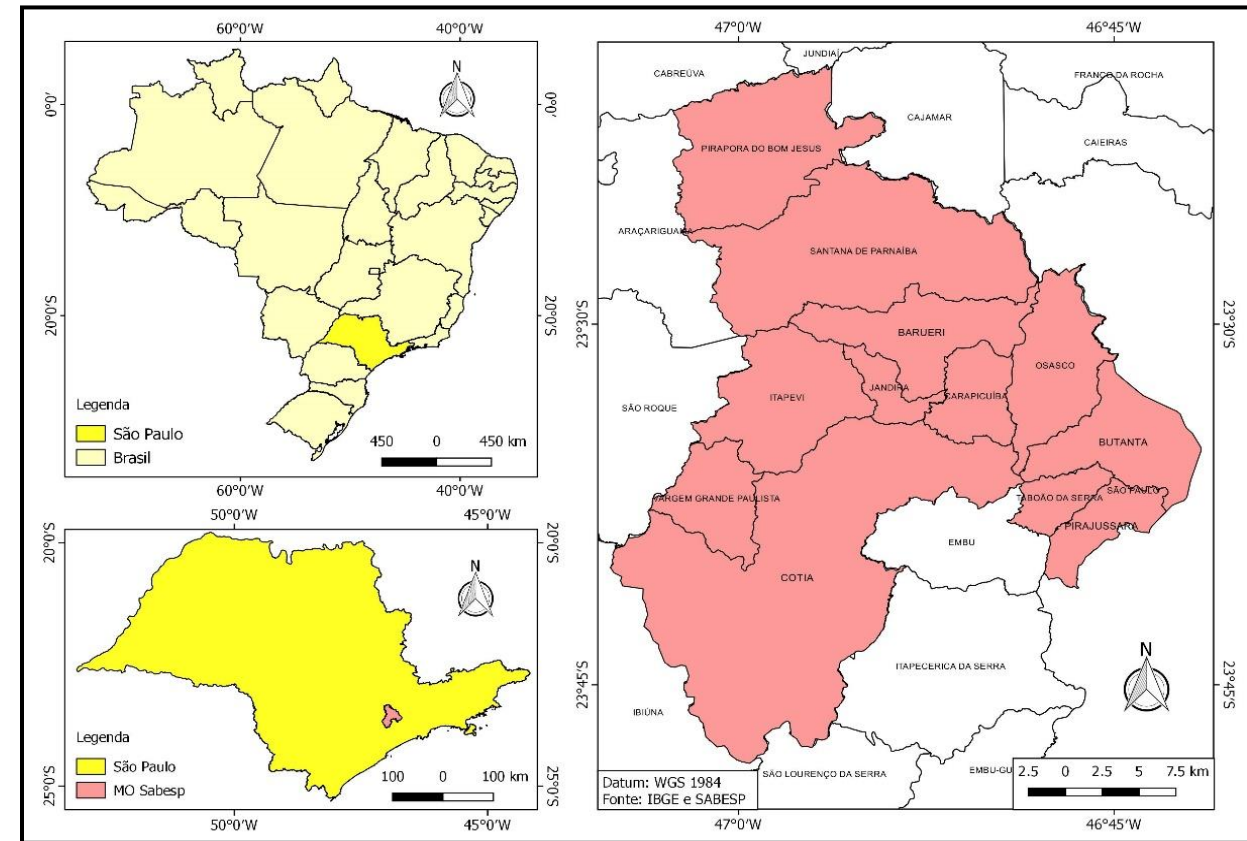 60°0'W 40°0'W
N
0°0' 0°0'
20°0'S 20°0'S
Legenda
São Paulo
Brasil
450 0 450 km
60°0'W 40°0'W
50°0'W 45°0'W
20°0'S 20°0'S
N
Legenda
São Paulo
MO Sabesp
100 0 100 km
25°0'S 25°0'S
50°0'W 45°0'W
47°0'W 46°45'W
JUNDIAÍ
CABREÚVA
FRANCO DA ROCHA
CAJAMAR
CAIEIRAS
PIRAPORA DO BOM JESUS
ARAÇARIGUAMA
SANTANA DE PARNAÍBA
23°30'S 23°30'S
BARUERI
OSASCO
JANDIRA
ITAPEVI
CARAPICUÍBA
SÃO ROQUE
BUTANTA
VARGEM GRANDE PAULISTA
TABOÃO DA SERRA
SÃO PAULO
PIRAJUSSARA
EMBU
COTIA
ITAPECERICA DA SERRA
N
23°45'S 23°45'S
IBIÚNA
SÃO LOURENÇO DA SERRA
EMBU-GU
Datum: WGS 1984
Fonte: IBGE e SABESP
2.5 0 2.5 5 7.5 km
47°0'W 46°45'W